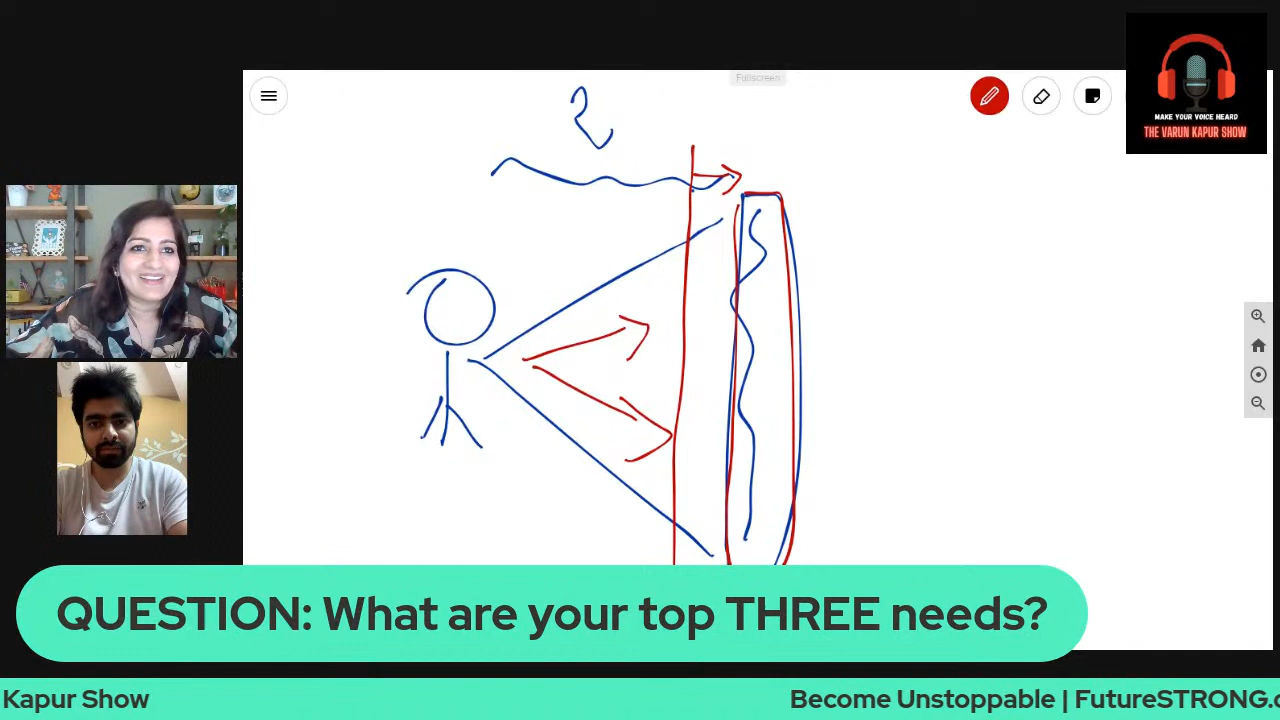 Fullscreen
MAKE YOUR VOICE HEARD
THE VARUN KAPUR SHOW
QUESTION: What are your top THREE needs?
Kapur Show
Become Unstoppable | FutureSTRONG.c